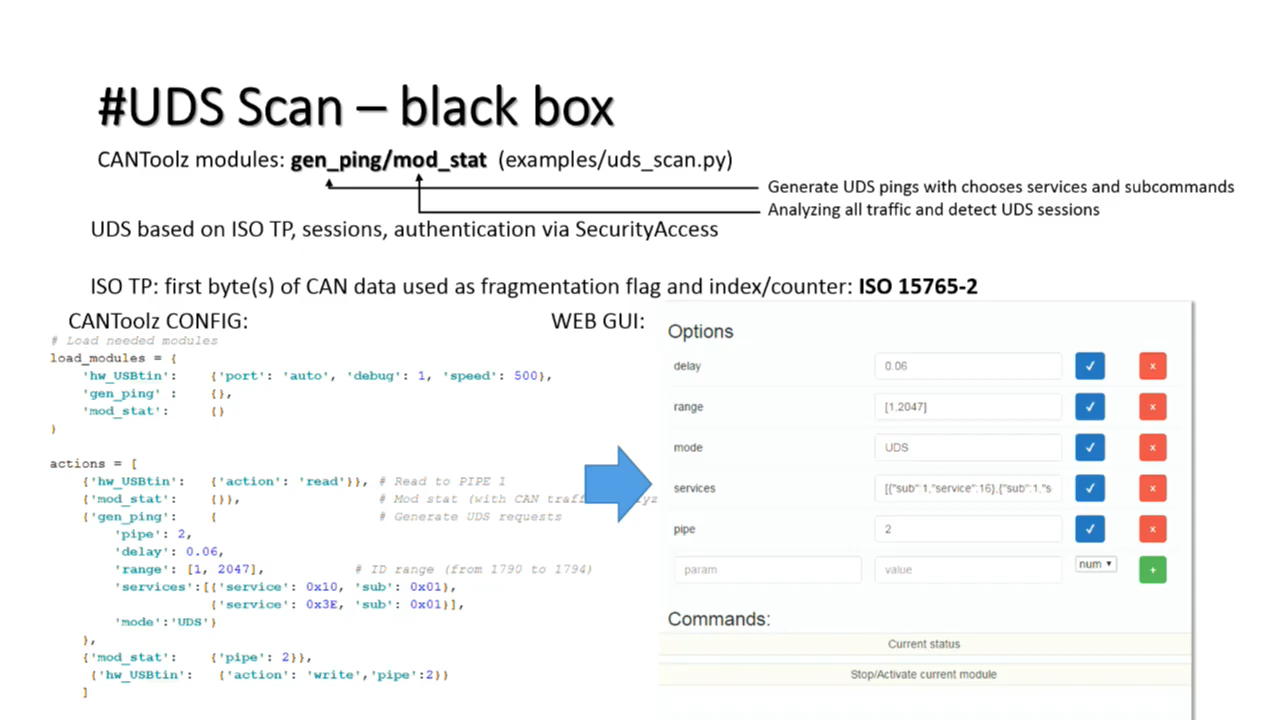 #UDS Scan – black box
CANToolz modules: gen_ping/mod_stat (examples/uds_scan.py)
Generate UDS pings with chooses services and subcommands
Analyzing all traffic and detect UDS sessions
UDS based on ISO TP, sessions, authentication via SecurityAccess
ISO TP: first byte(s) of CAN data used as fragmentation flag and index/counter: ISO 15765-2
CANToolz CONFIG:
# Load needed modules
load_modules = {
'hw_USBtin': {'port': 'auto', 'debug': 1, 'speed': 500},
'gen_ping' : {},
'mod_stat': {}
}
actions = [
{'hw_USBtin': {'action': 'read'}}, # Read to PIPE 1
{'mod_stat': {}}, # Mod stat (with CAN traff
{'gen_ping': { # Generate UDS requests
'pipe': 2,
'delay': 0.06,
'range': [1, 2047], # ID range (from 1790 to 1794)
'services':[{'service': 0x10, 'sub': 0x01},
{'service': 0x3E, 'sub': 0x01}],
'mode':'UDS'}
},
{'mod_stat': {'pipe': 2}},
{'hw_USBtin': {'action': 'write','pipe':2}}
]
WEB GUI:
Options
delay 0.06 ✓ x
range [1,2047] ✓ x
mode UDS ✓ x
services [{"sub":1,"service":16},{"sub":1,"s ✓ x
pipe 2 ✓ x
param value num ▼ +
Commands:
Current status
Stop/Activate current module